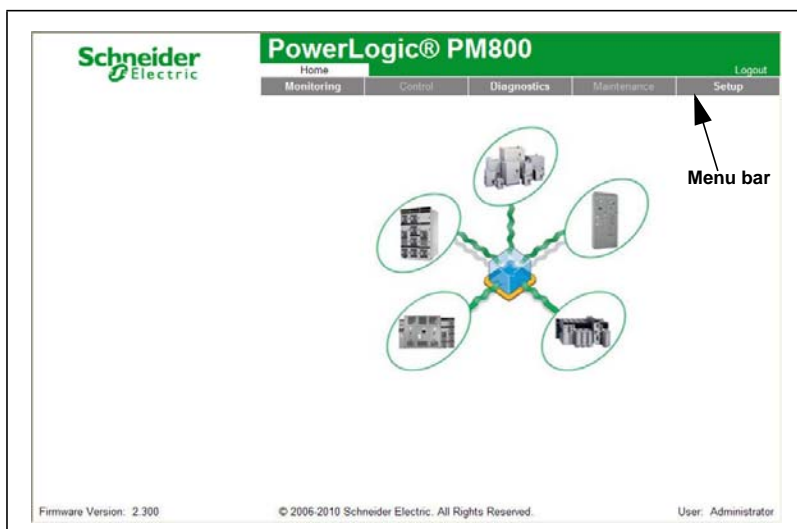 Schneider
Electric
PowerLogic® PM800
Home
Logout
Monitoring
Control
Diagnostics
Maintenance
Setup
Menu bar
Firmware Version: 2.300
© 2006-2010 Schneider Electric. All Rights Reserved.
User: Administrator